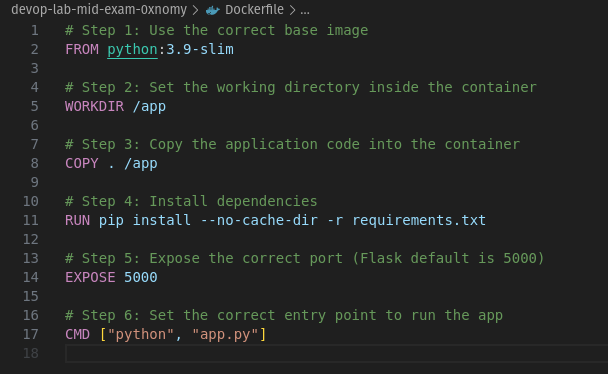 devop-lab-mid-exam-0xnomy > Dockerfile > ...
1 # Step 1: Use the correct base image
2 FROM python:3.9-slim
3
4 # Step 2: Set the working directory inside the container
5 WORKDIR /app
6
7 # Step 3: Copy the application code into the container
8 COPY . /app
9
10 # Step 4: Install dependencies
11 RUN pip install --no-cache-dir -r requirements.txt
12
13 # Step 5: Expose the correct port (Flask default is 5000)
14 EXPOSE 5000
15
16 # Step 6: Set the correct entry point to run the app
17 CMD ["python", "app.py"]
18